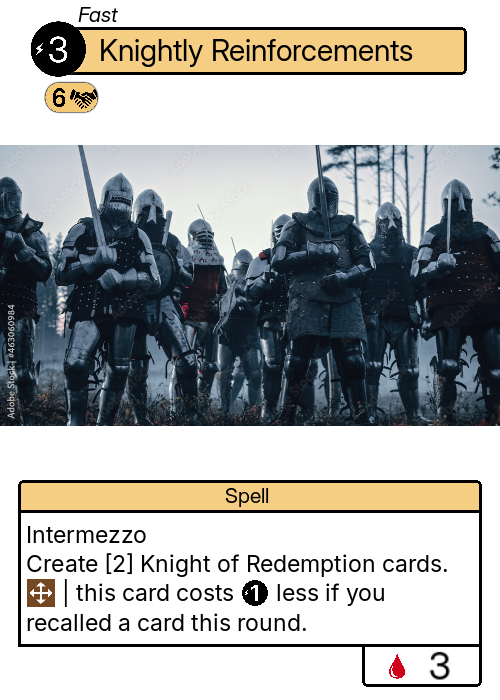 Fast
3 Knightly Reinforcements
6
Adobe Stock | #463060984
Spell
Intermezzo
Create [2] Knight of Redemption cards.
| this card costs 1 less if you
recalled a card this round.
3